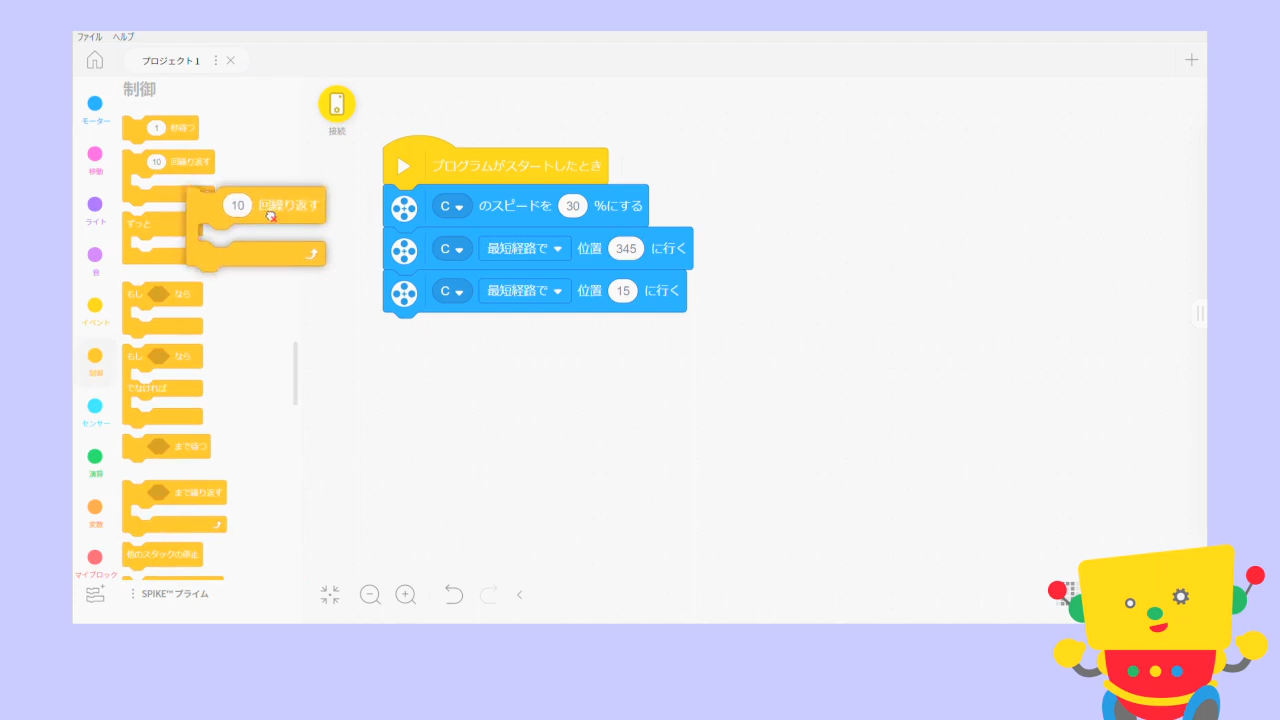 ファイル ヘルプ
プロジェクト 1
制御
モーター
移動
ライト
音
イベント
制御
センサー
演算
変数
マイブロック
1 秒待つ
10 回繰り返す
ずっと
もし なら
もし なら
でなければ
まで待つ
まで繰り返す
他のスタックの停止
10 回繰り返す
接続
プログラムがスタートしたとき
C のスピードを 30 %にする
C 最短経路で 位置 345 に行く
C 最短経路で 位置 15 に行く
SPIKE™ プライム